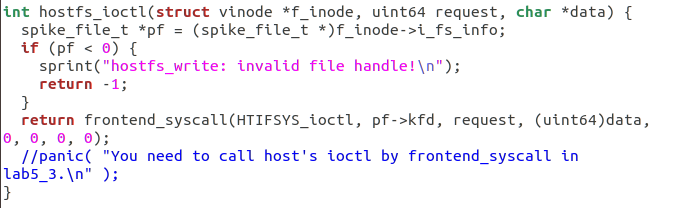 int hostfs_ioctl(struct vinode *f_inode, uint64 request, char *data) {
  spike_file_t *pf = (spike_file_t *)f_inode->i_fs_info;
  if (pf < 0) {
    sprint("hostfs_write: invalid file handle!\n");
    return -1;
  }
  return frontend_syscall(HTIFSYS_ioctl, pf->kfd, request, (uint64)data,
0, 0, 0, 0);
  //panic( "You need to call host's ioctl by frontend_syscall in
lab5_3.\n" );
}